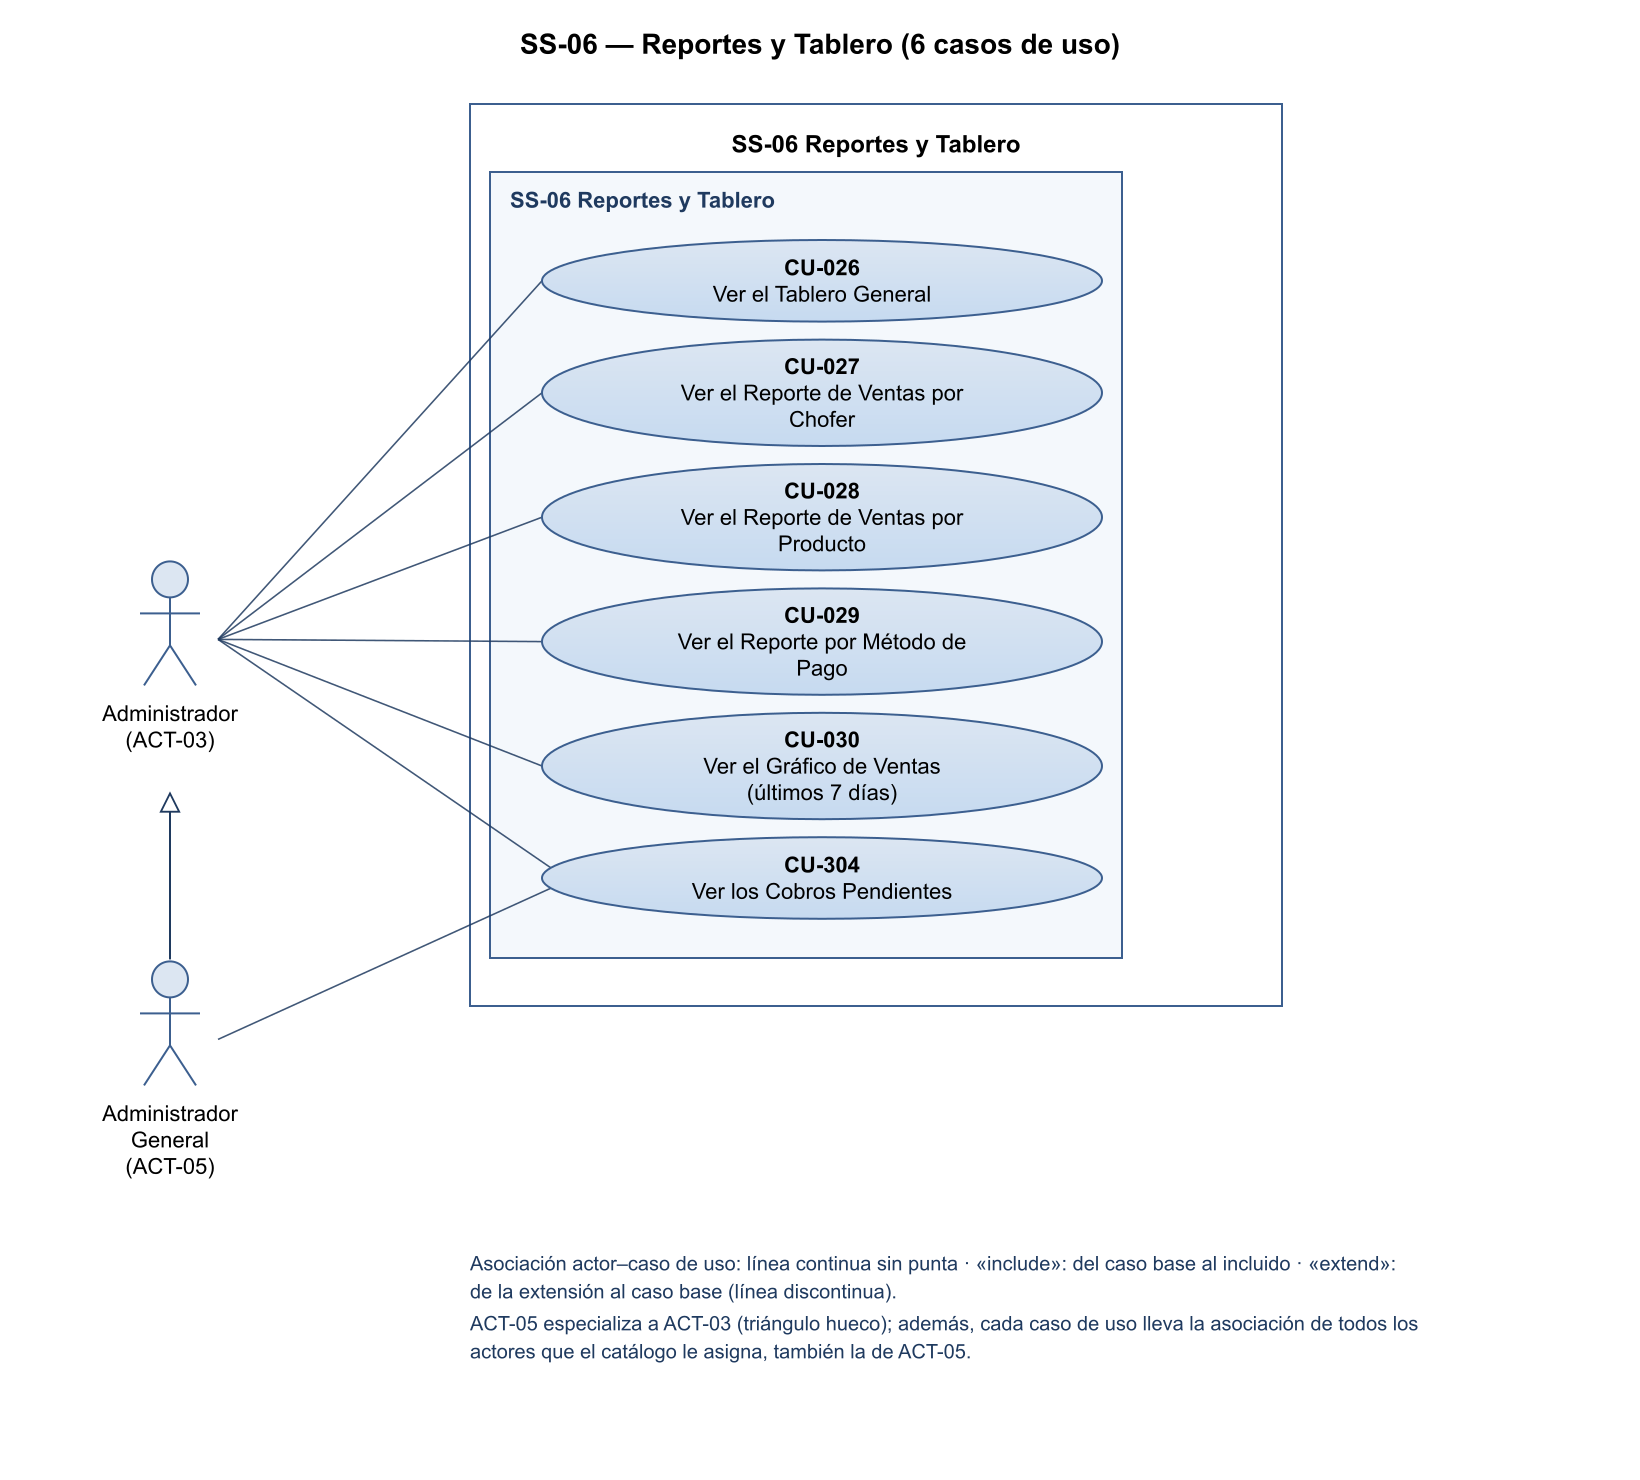 SS-06 — Reportes y Tablero (6 casos de uso)
SS-06 Reportes y Tablero
SS-06 Reportes y Tablero
CU-026
Ver el Tablero General
CU-027
Ver el Reporte de Ventas por
Chofer
CU-028
Ver el Reporte de Ventas por
Producto
CU-029
Ver el Reporte por Método de
Pago
CU-030
Ver el Gráfico de Ventas
(últimos 7 días)
CU-304
Ver los Cobros Pendientes
Administrador
(ACT-03)
Administrador
General
(ACT-05)
Asociación actor–caso de uso: línea continua sin punta · «include»: del caso base al incluido · «extend»:
de la extensión al caso base (línea discontinua).
ACT-05 especializa a ACT-03 (triángulo hueco); además, cada caso de uso lleva la asociación de todos los
actores que el catálogo le asigna, también la de ACT-05.